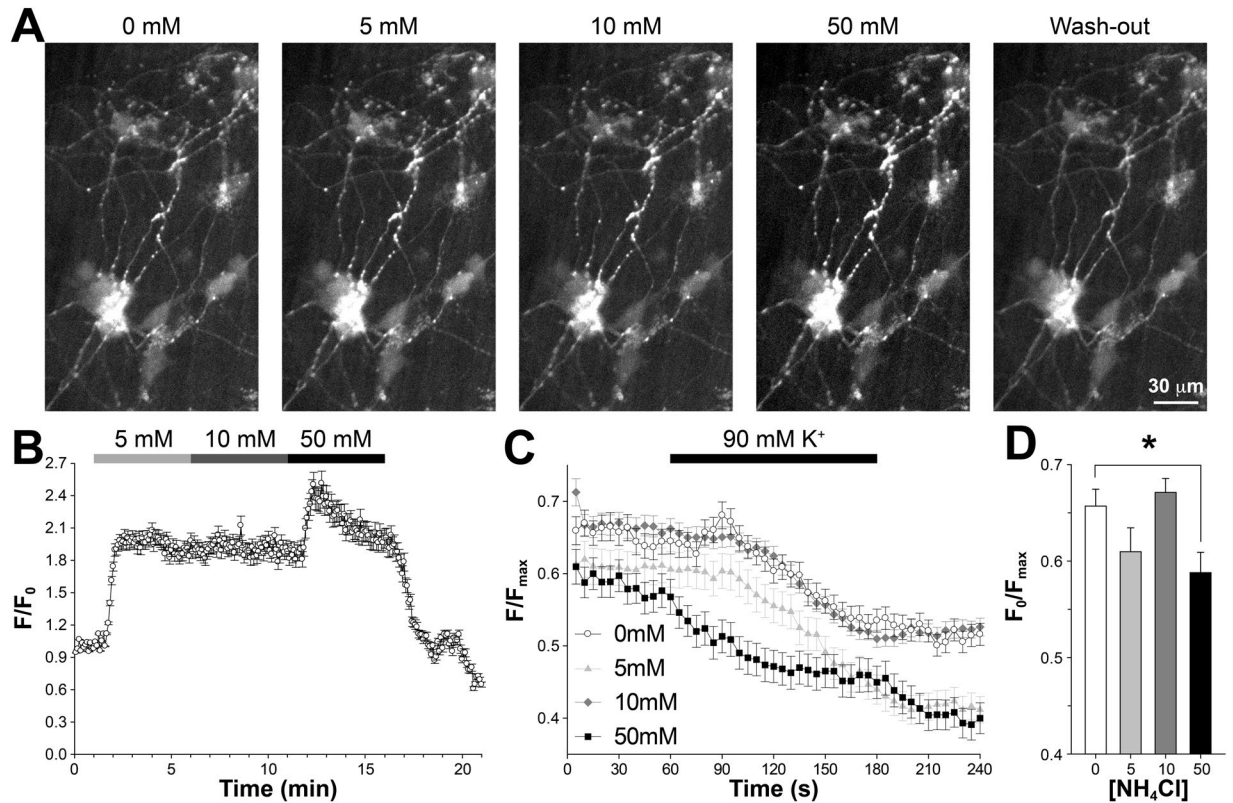 A
0 mM 5 mM 10 mM 50 mM Wash-out
30 μm
B
5 mM 10 mM 50 mM
2.7
2.4
2.1
1.8
1.5
1.2
0.9
0.6
0.3
0.0
F/F0
0 5 10 15 20
Time (min)
C
90 mM K+
0.7
0.6
0.5
0.4
F/Fmax
0mM
5mM
10mM
50mM
0 30 60 90 120 150 180 210 240
Time (s)
D
*
0.7
0.6
0.5
0.4
F0/Fmax
0 5 10 50
[NH4Cl]